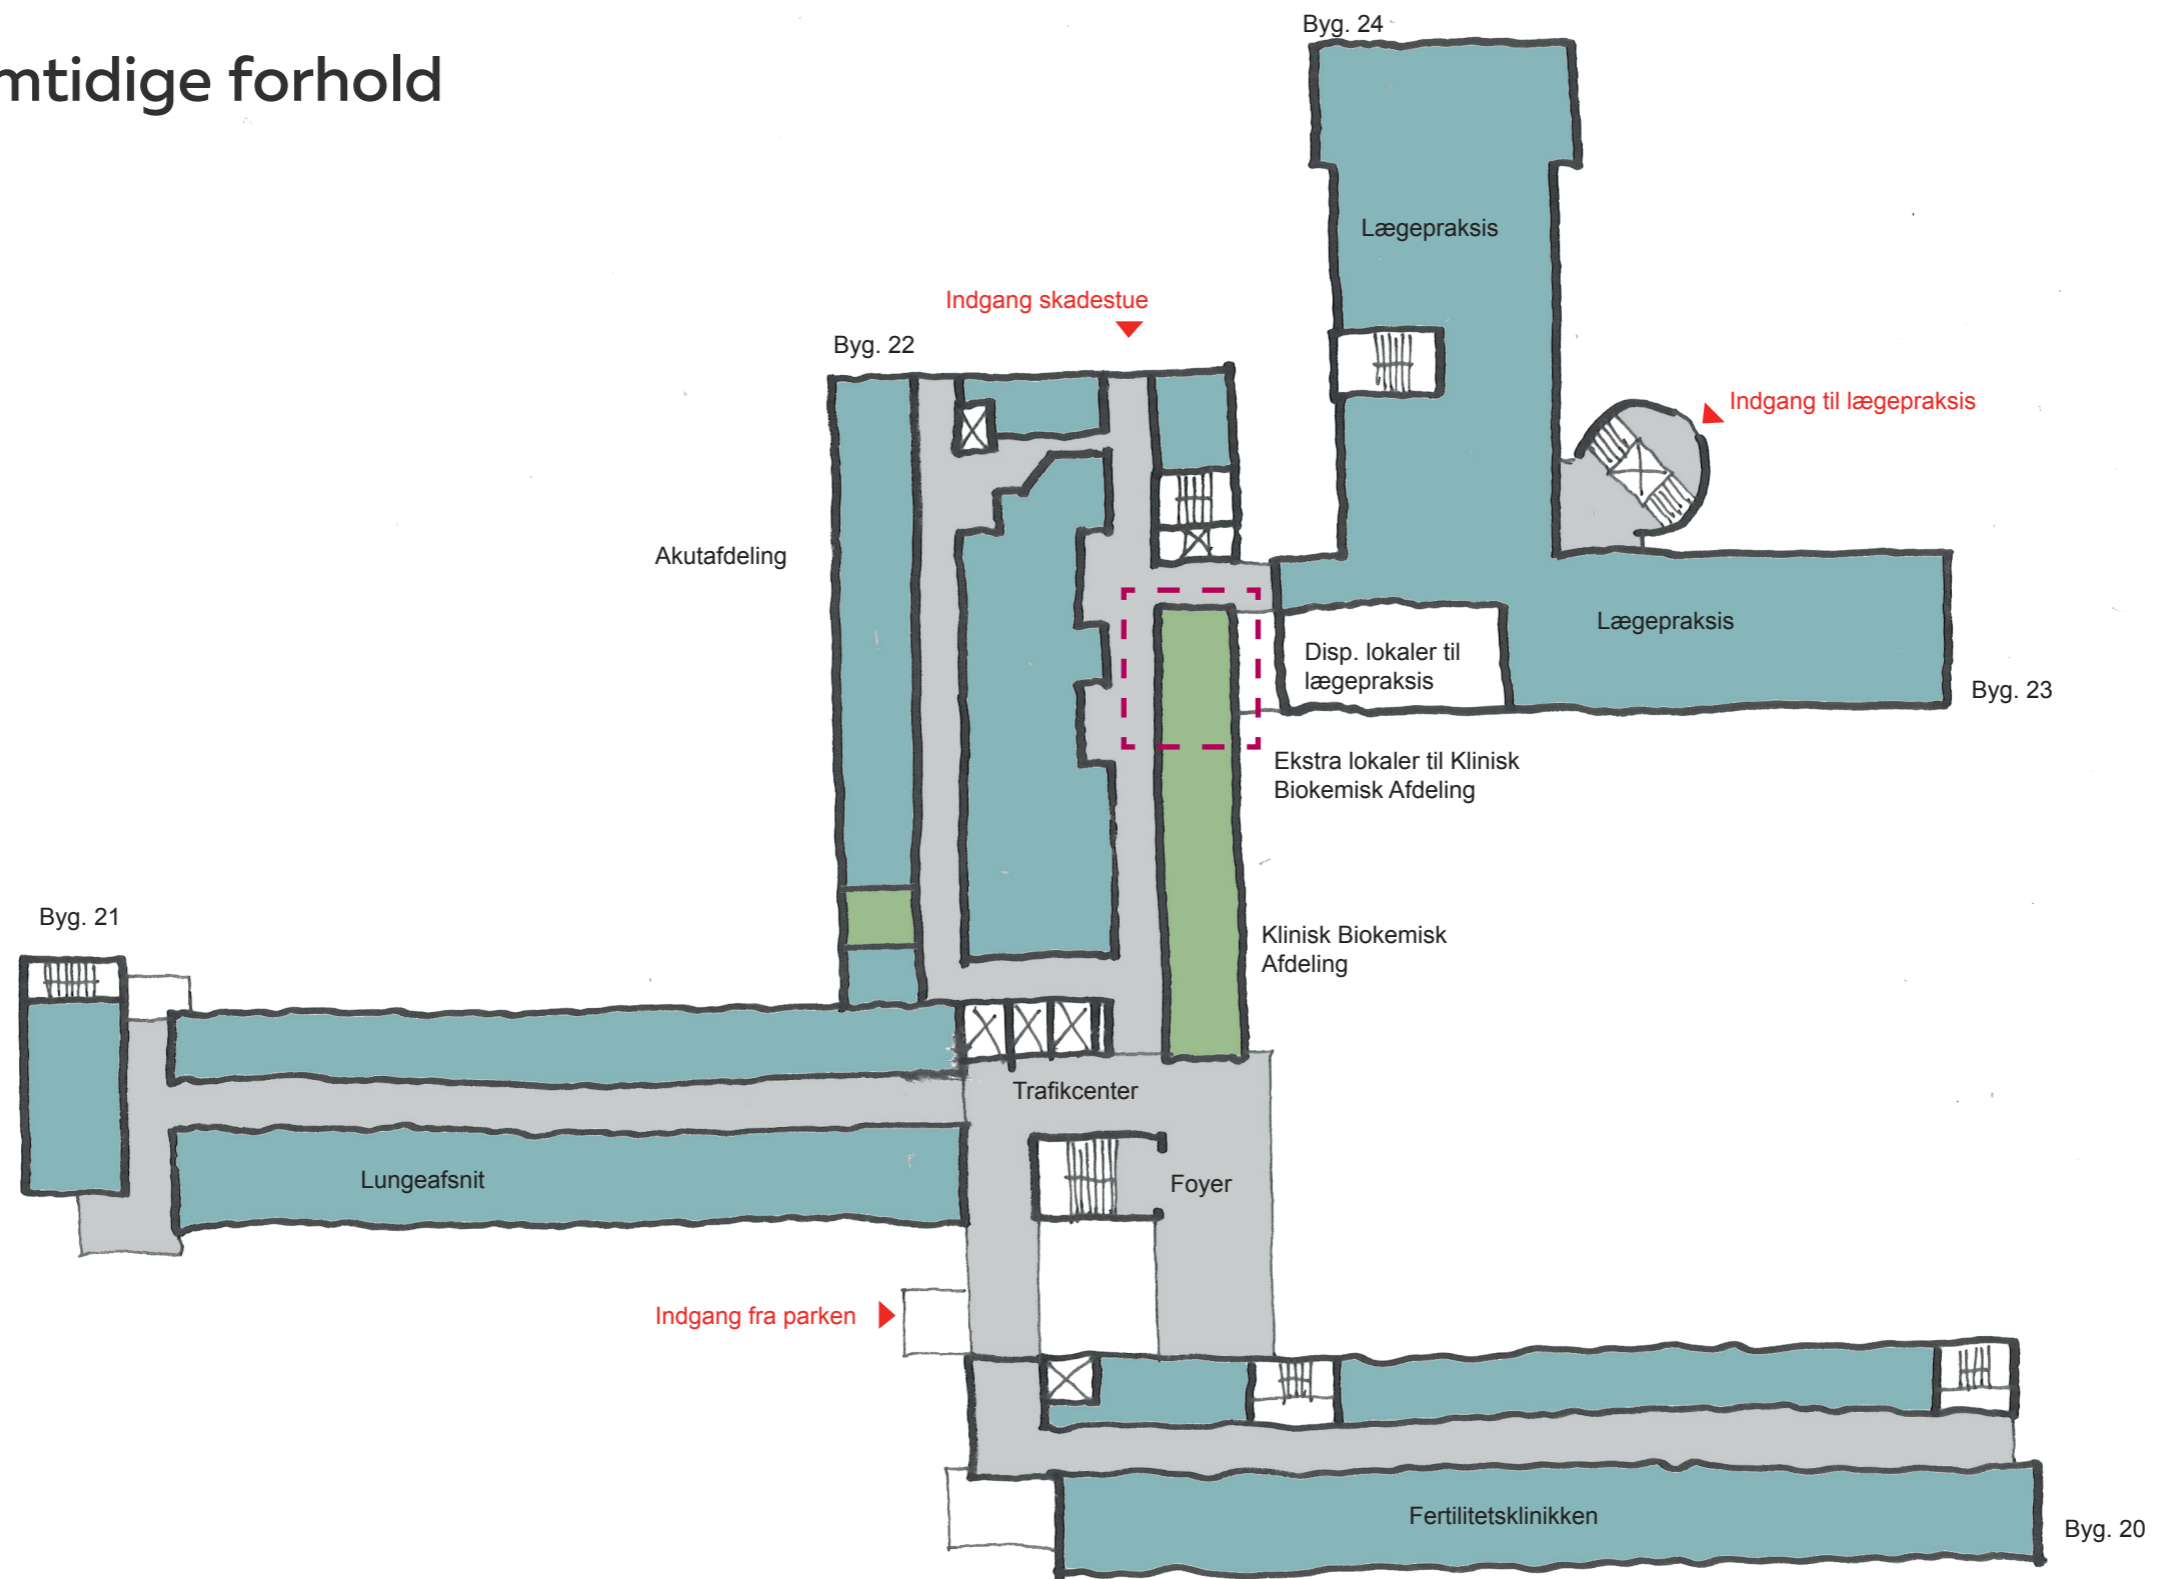 mtidige forhold
Byg. 24
Lægepraksis
Indgang skadestue
Byg. 22
Indgang til lægepraksis
Akutafdeling
Lægepraksis
Disp. lokaler til
lægepraksis
Byg. 23
Ekstra lokaler til Klinisk
Biokemisk Afdeling
Byg. 21
Klinisk Biokemisk
Afdeling
Trafikcenter
Lungeafsnit
Foyer
Indgang fra parken
Fertilitetsklinikken
Byg. 20